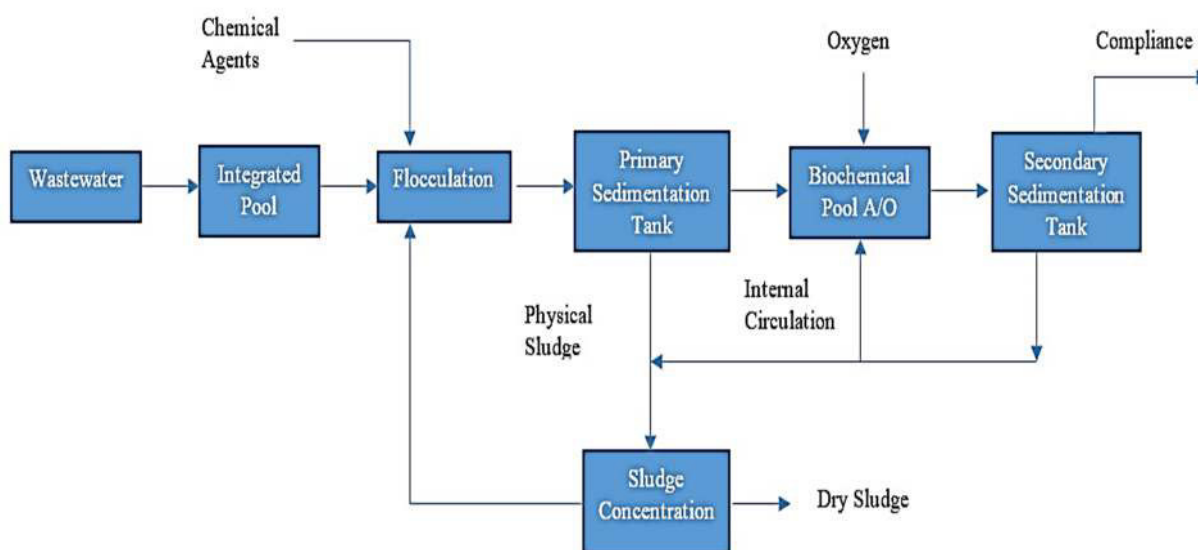 Chemical
Agents
Oxygen
Compliance
Wastewater
Integrated
Pool
Flocculation
Primary
Sedimentation
Tank
Biochemical
Pool A/O
Secondary
Sedimentation
Tank
Physical
Sludge
Internal
Circulation
Sludge
Concentration
Dry Sludge